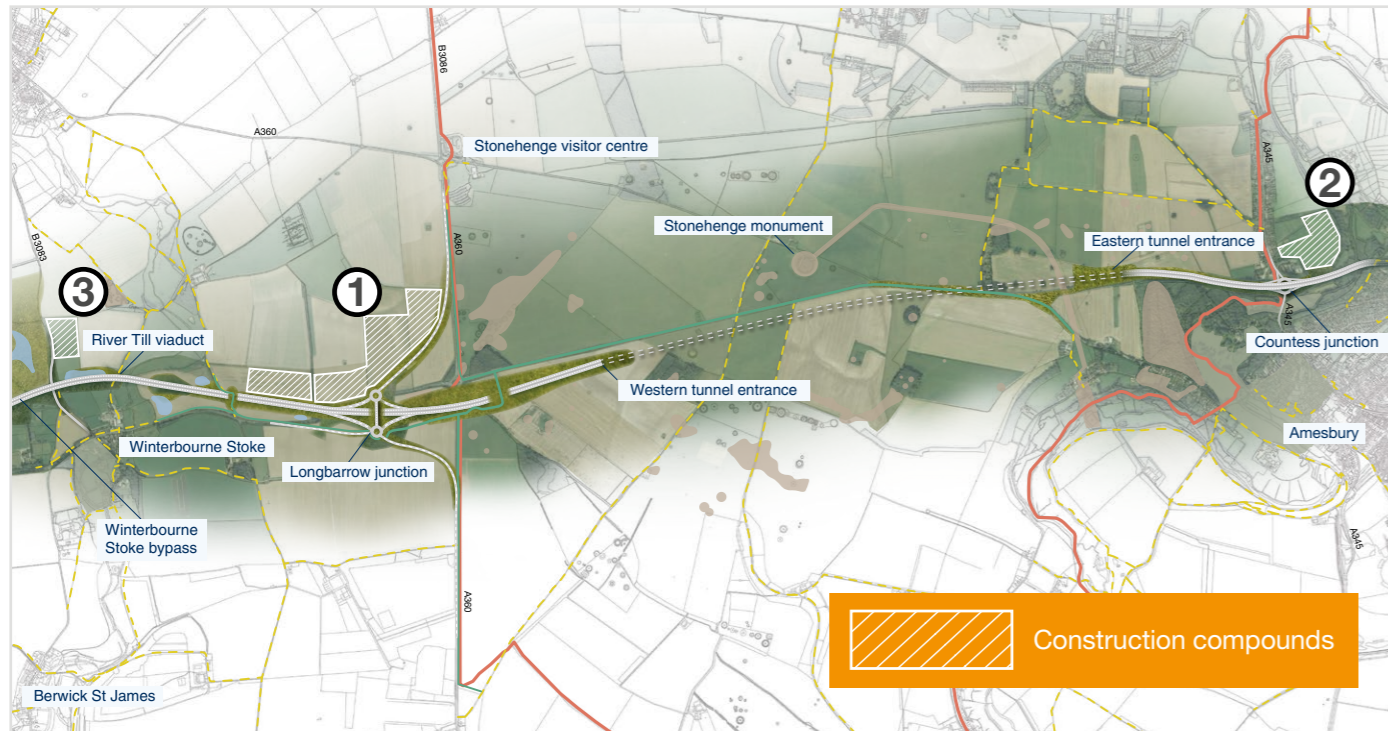 B3086
A360
Stonehenge visitor centre
A345
2
Stonehenge monument
B3083
A360
Eastern tunnel entrance
3
1
River Till viaduct
A345
Countess junction
Western tunnel entrance
Winterbourne Stoke
Amesbury
Longbarrow junction
Winterbourne
Stoke bypass
A345
A360
Construction compounds
Berwick St James